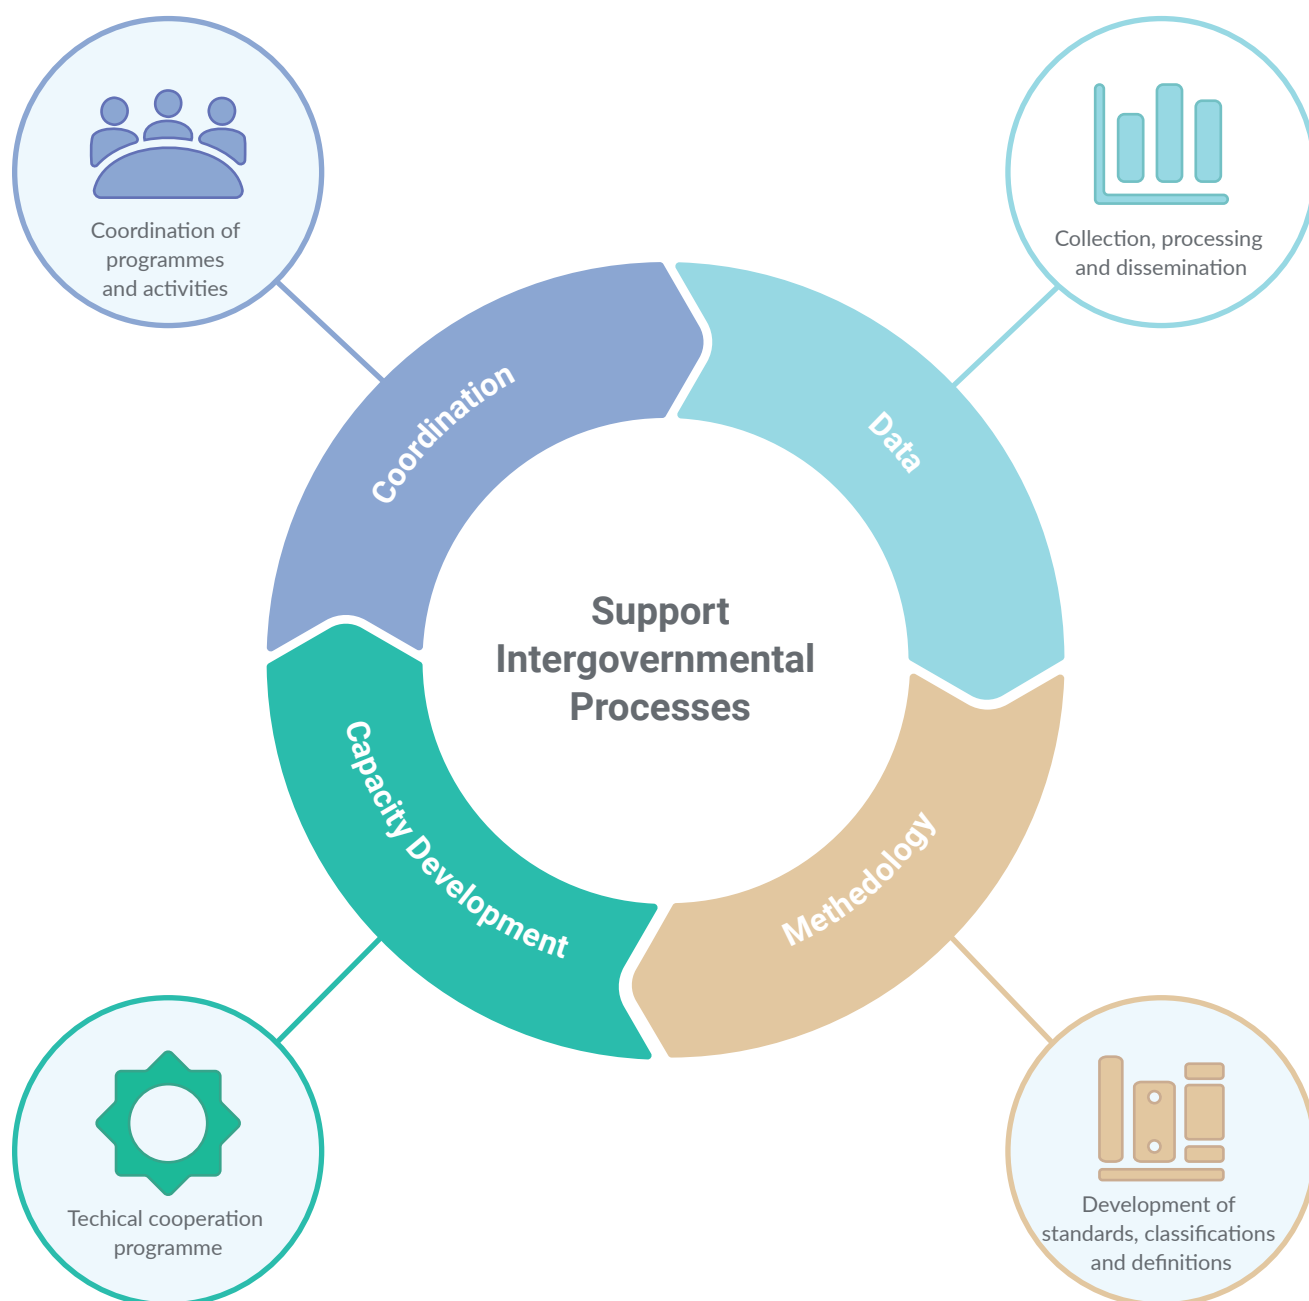 Coordination of
programmes
and activities
Collection, processing
and dissemination
Coordination
Data
Support
Intergovernmental
Processes
Capacity Development
Methedology
Techical cooperation
programme
Development of
standards, classifications
and definitions